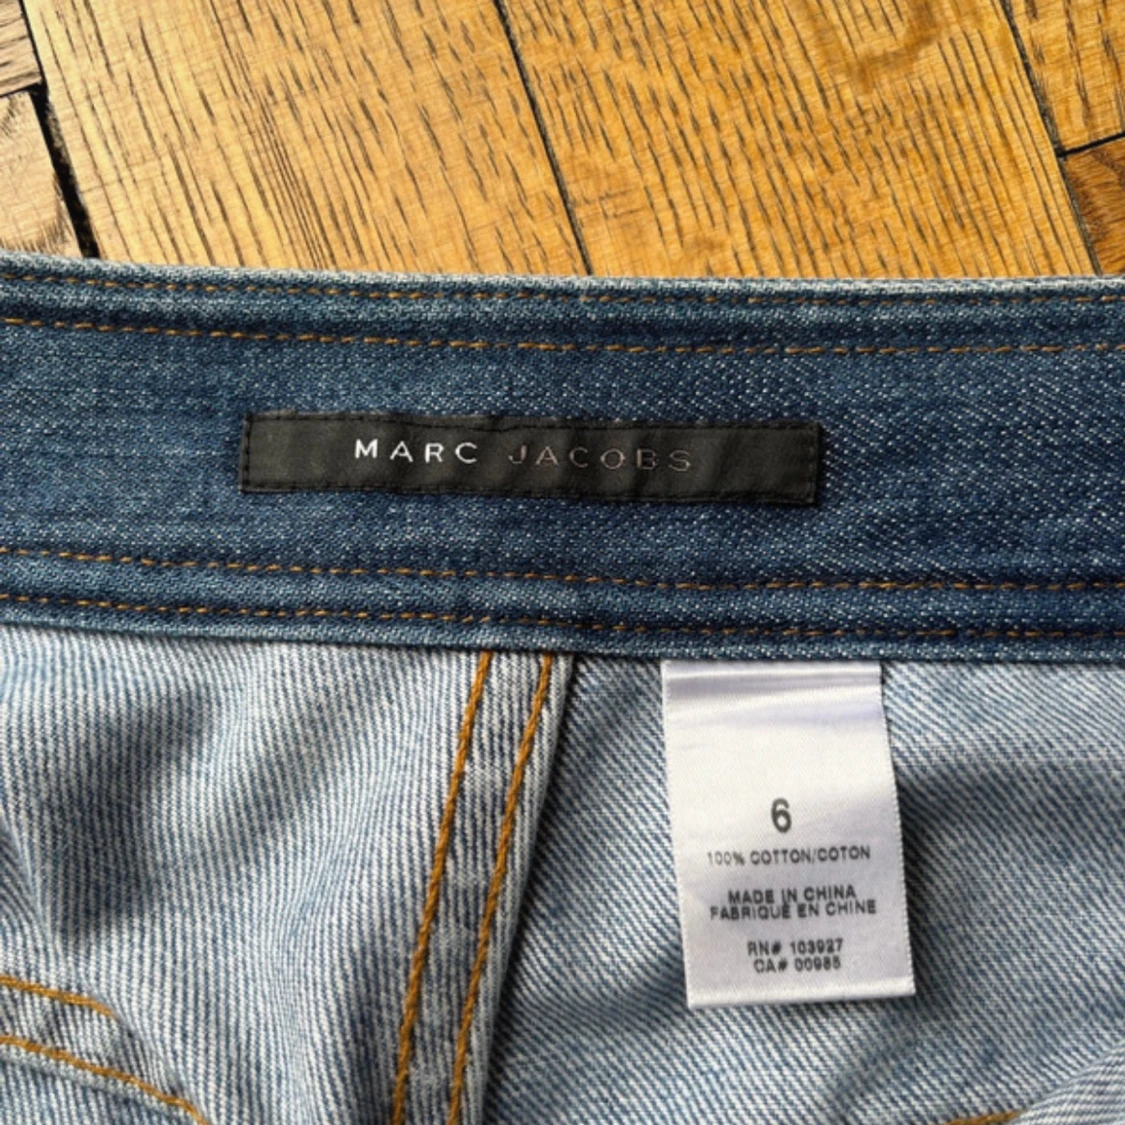 MARC JACOBS
6
100% COTTON/COTON
MADE IN CHINA
FABRIQUÉ EN CHINE
RN# 103927
CA# 00985